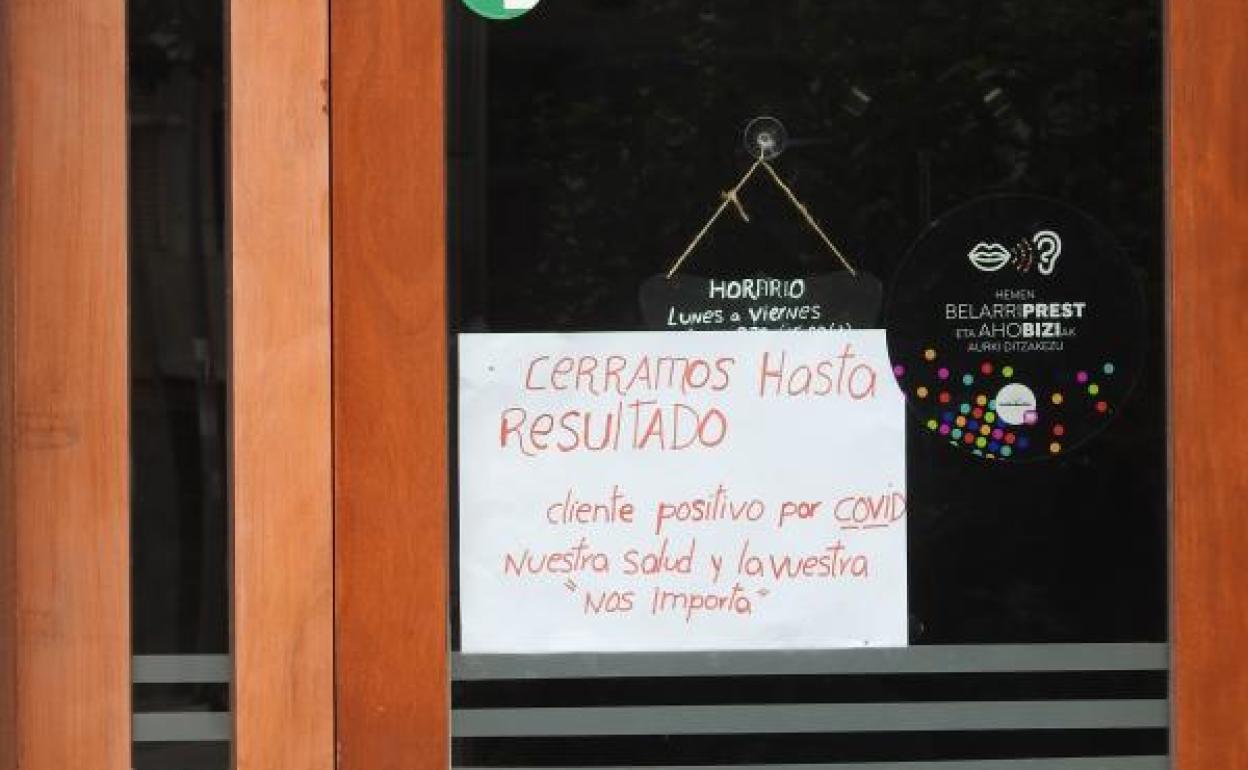 HORARIO
Lunes a Viernes
CERRAMOS Hasta
Resultado
cliente positivo por COVID
Nuestra salud y la vuestra
"Nos Importa"
HEMEN
BELARRIPREST
ETA AHOBIZIAK
AURKI DITZAKEZU